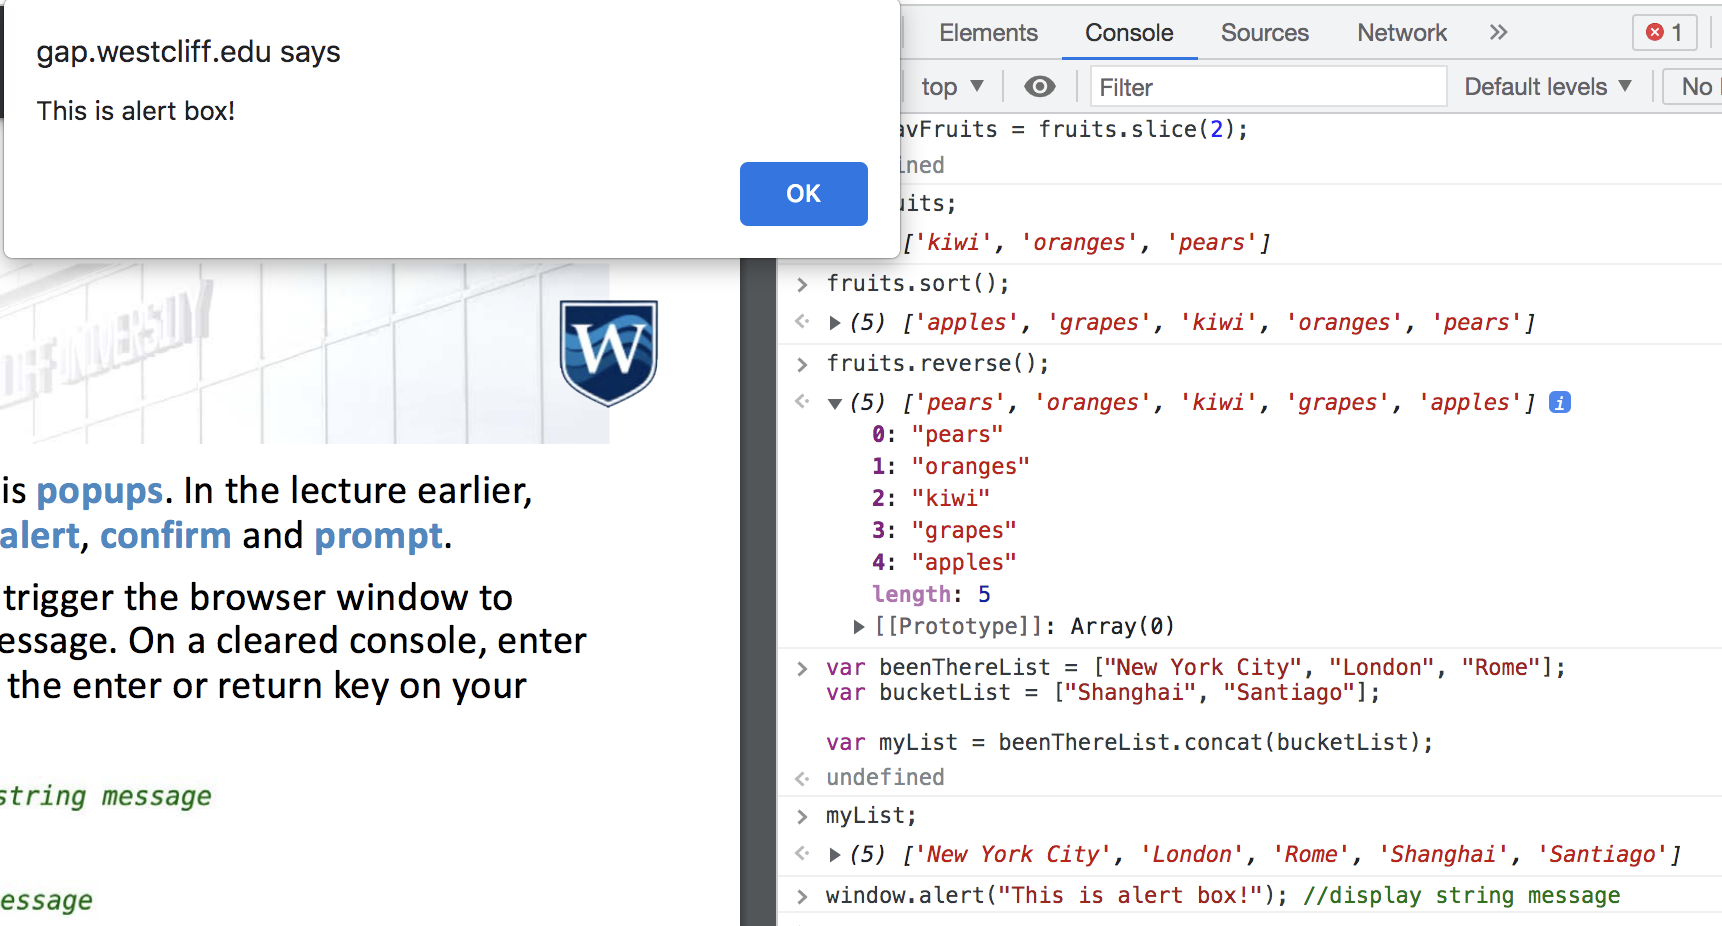 gap.westcliff.edu says
This is alert box!
OK
W
is popups. In the lecture earlier,
alert, confirm and prompt.
trigger the browser window to
essage. On a cleared console, enter
the enter or return key on your
string message
essage
Elements Console Sources Network » 1
top Filter Default levels No
avFruits = fruits.slice(2);
ined
uits;
['kiwi', 'oranges', 'pears']
> fruits.sort();
(5) ['apples', 'grapes', 'kiwi', 'oranges', 'pears']
> fruits.reverse();
(5) ['pears', 'oranges', 'kiwi', 'grapes', 'apples'] i
0: "pears"
1: "oranges"
2: "kiwi"
3: "grapes"
4: "apples"
length: 5
[[Prototype]]: Array(0)
> var beenThereList = ["New York City", "London", "Rome"];
var bucketList = ["Shanghai", "Santiago"];
var myList = beenThereList.concat(bucketList);
undefined
> myList;
(5) ['New York City', 'London', 'Rome', 'Shanghai', 'Santiago']
> window.alert("This is alert box!"); //display string message